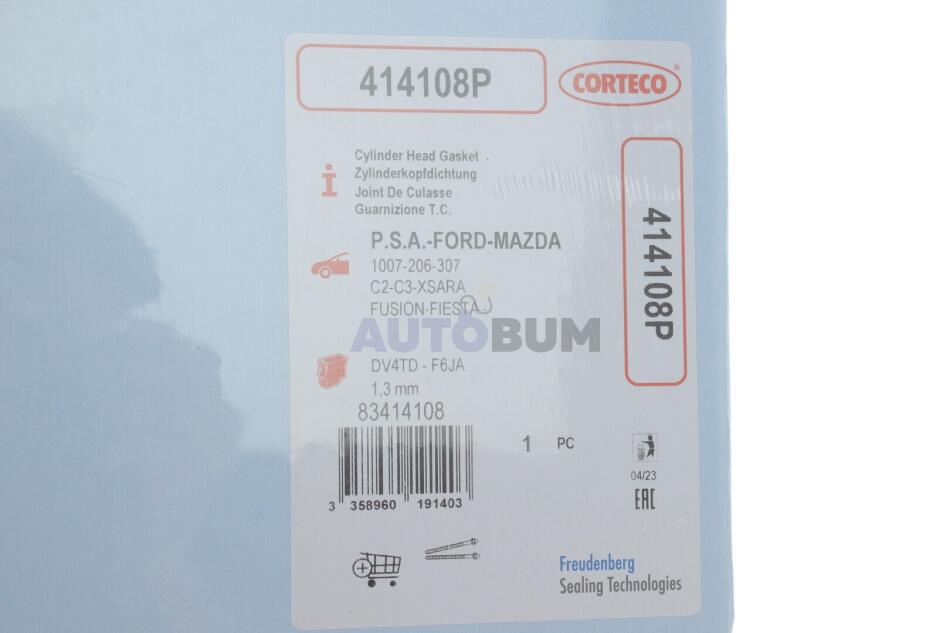 414108P
CORTECO®
Cylinder Head Gasket
Zylinderkopfdichtung
Joint De Culasse
Guarnizione T.C.
414108P
P.S.A.-FORD-MAZDA
1007-206-307
C2-C3-XSARA
FUSION-FIESTA
AUTOBUM
DV4TD - F6JA
1,3 mm
83414108
1 PC
3 358960 191403
04/23
EAC
Freudenberg
Sealing Technologies